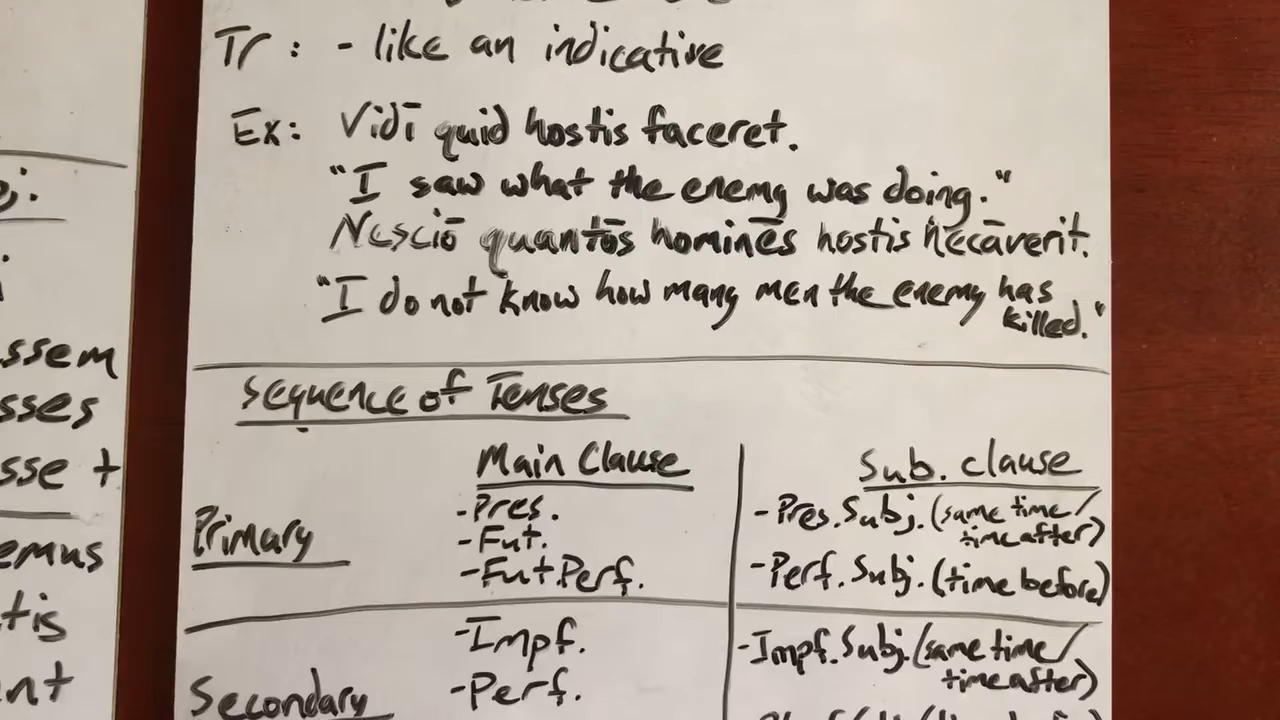 Tr: - like an indicative
Ex: Vidī quid hostis faceret.
"I saw what the enemy was doing."
Nesciō quantōs hominēs hostis necāverit.
"I do not know how many men the enemy has
killed."
ssem
sses
sse t
emus
tis
nt
Sequence of Tenses
Main Clause
Sub. clause
Primary
-Pres.
-Fut.
-Fut.Perf.
-Pres.Subj.(same time/
time after)
-Perf.Subj.(time before)
Secondary
-Impf.
-Perf.
-Impf.Subj.(same time/
time after)